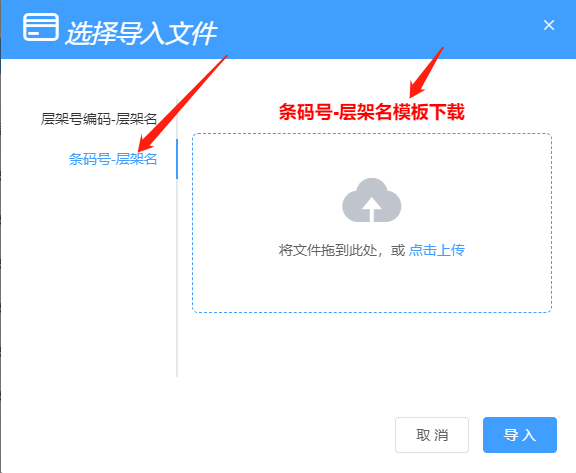 选择导入文件
层架号编码-层架名
条码号-层架名
条码号-层架名模板下载
将文件拖到此处，或 点击上传
取 消
导 入